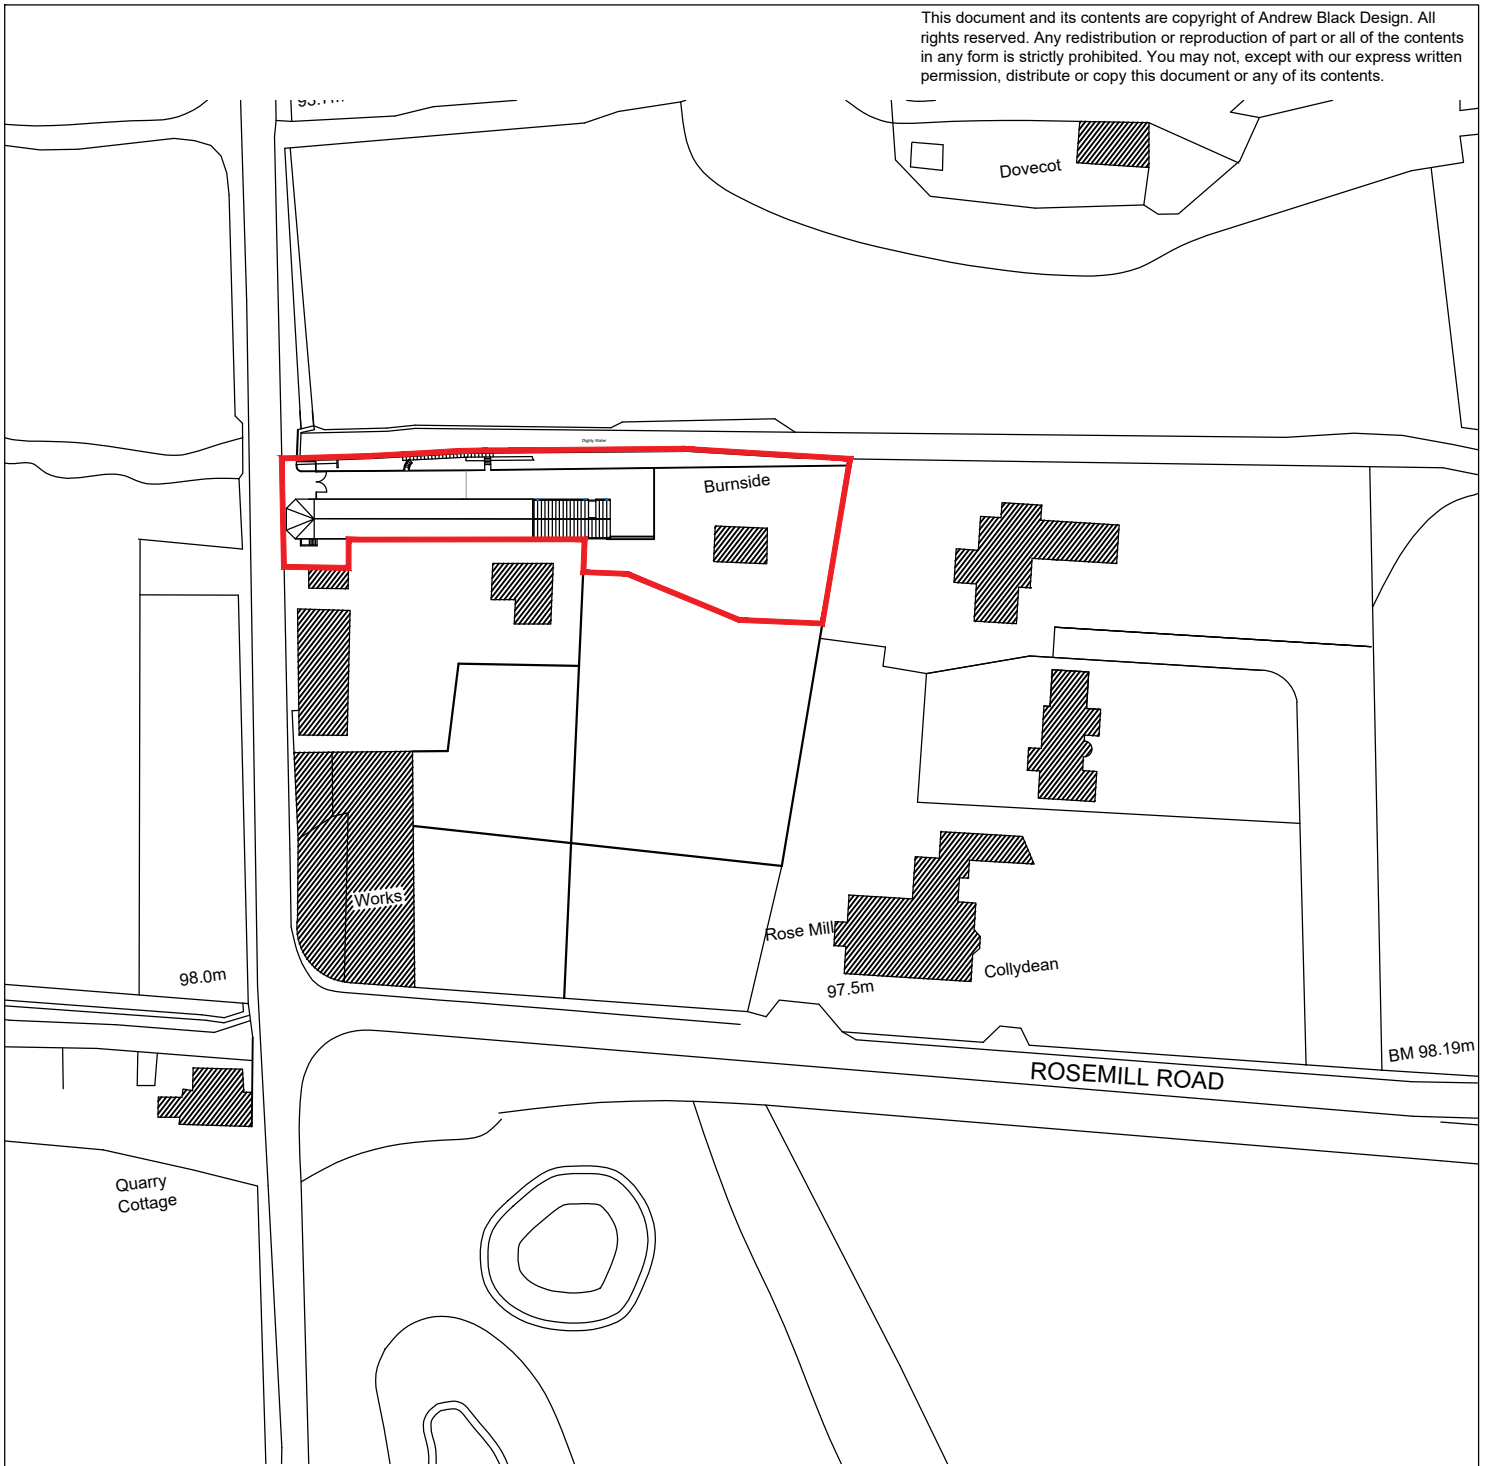 This document and its contents are copyright of Andrew Black Design. All
rights reserved. Any redistribution or reproduction of part or all of the contents
in any form is strictly prohibited. You may not, except with our express written
permission, distribute or copy this document or any of its contents.
Dovecot
Dighty Water
Burnside
Works
Rose Mill
Collydean
98.0m
97.5m
BM 98.19m
ROSEMILL ROAD
Quarry
Cottage